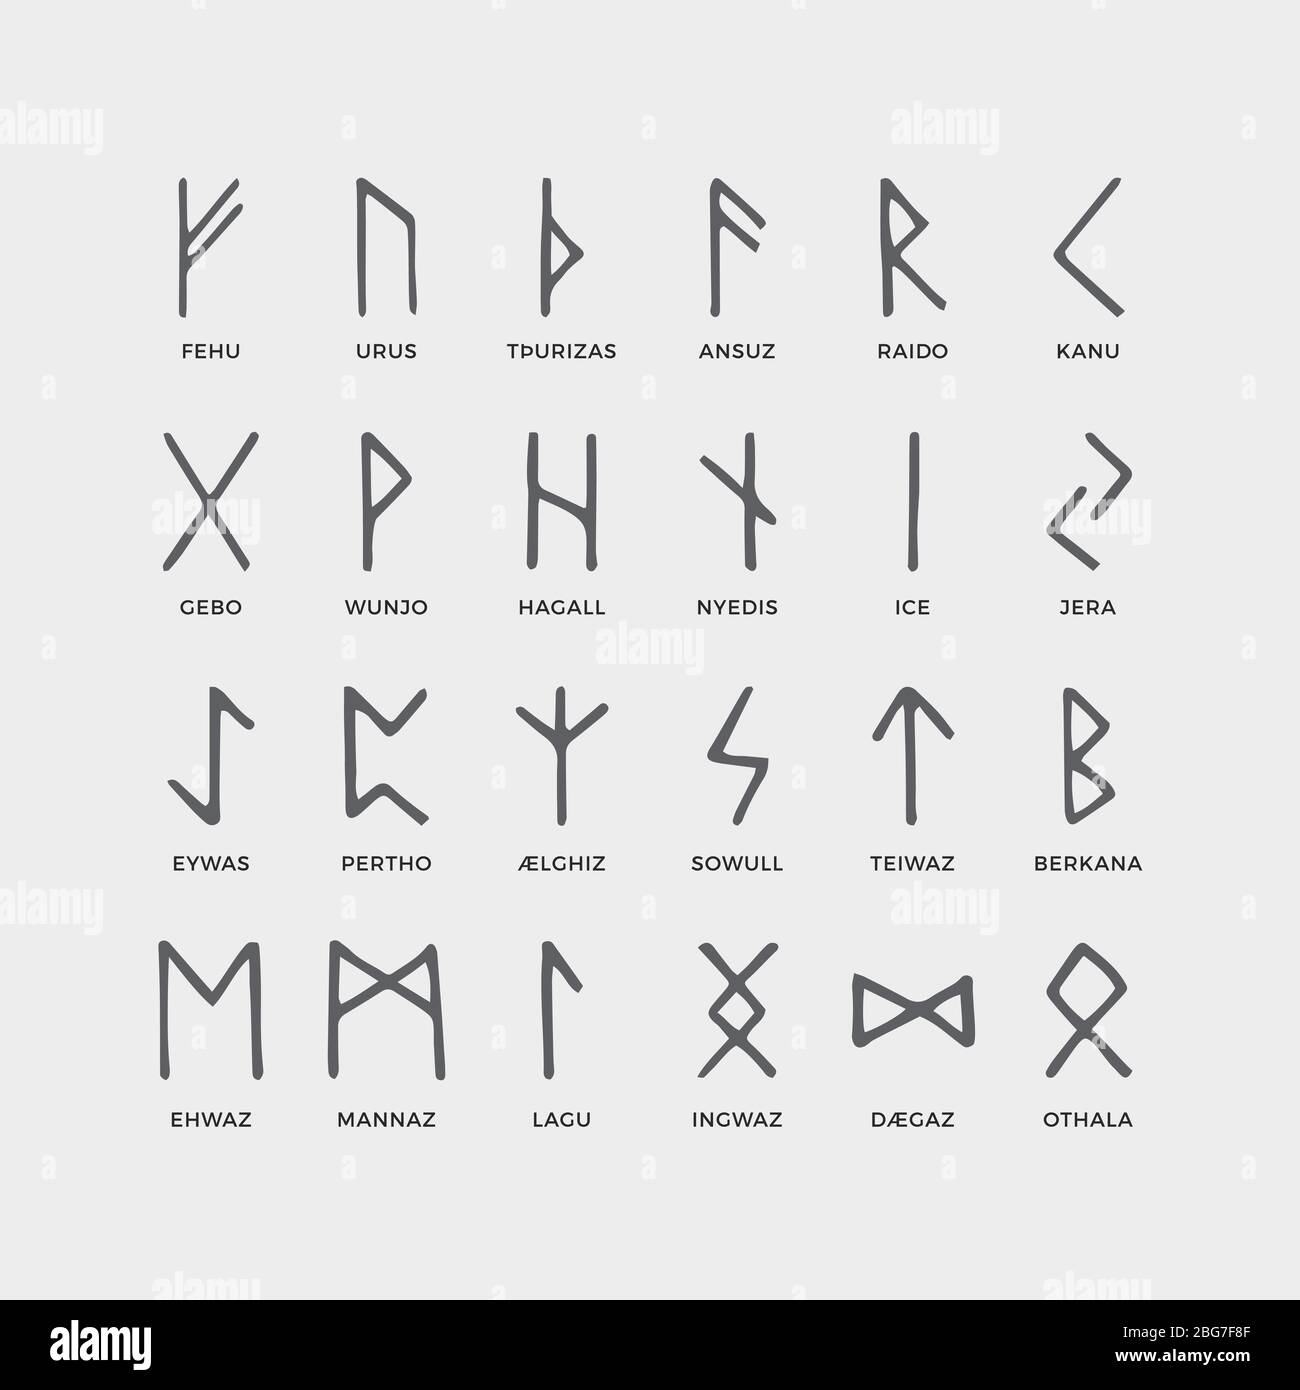 ᚠ ᚢ ᚦ ᚨ ᚱ ᚲ
FEHU URUS TÞURIZAS ANSUZ RAIDO KANU
ᚷ ᚹ ᚺ ᚾ ᛁ ᛃ
GEBO WUNJO HAGALL NYEDIS ICE JERA
ᛇ ᛈ ᛉ ᛊ ᛏ ᛒ
EYWAS PERTHO ÆLGHIZ SOWULL TEIWAZ BERKANA
ᛖ ᛗ ᛚ ᛝ ᛞ ᛟ
EHWAZ MANNAZ LAGU INGWAZ DÆGAZ OTHALA
alamy
Image ID: 2BG7F8F
www.alamy.com